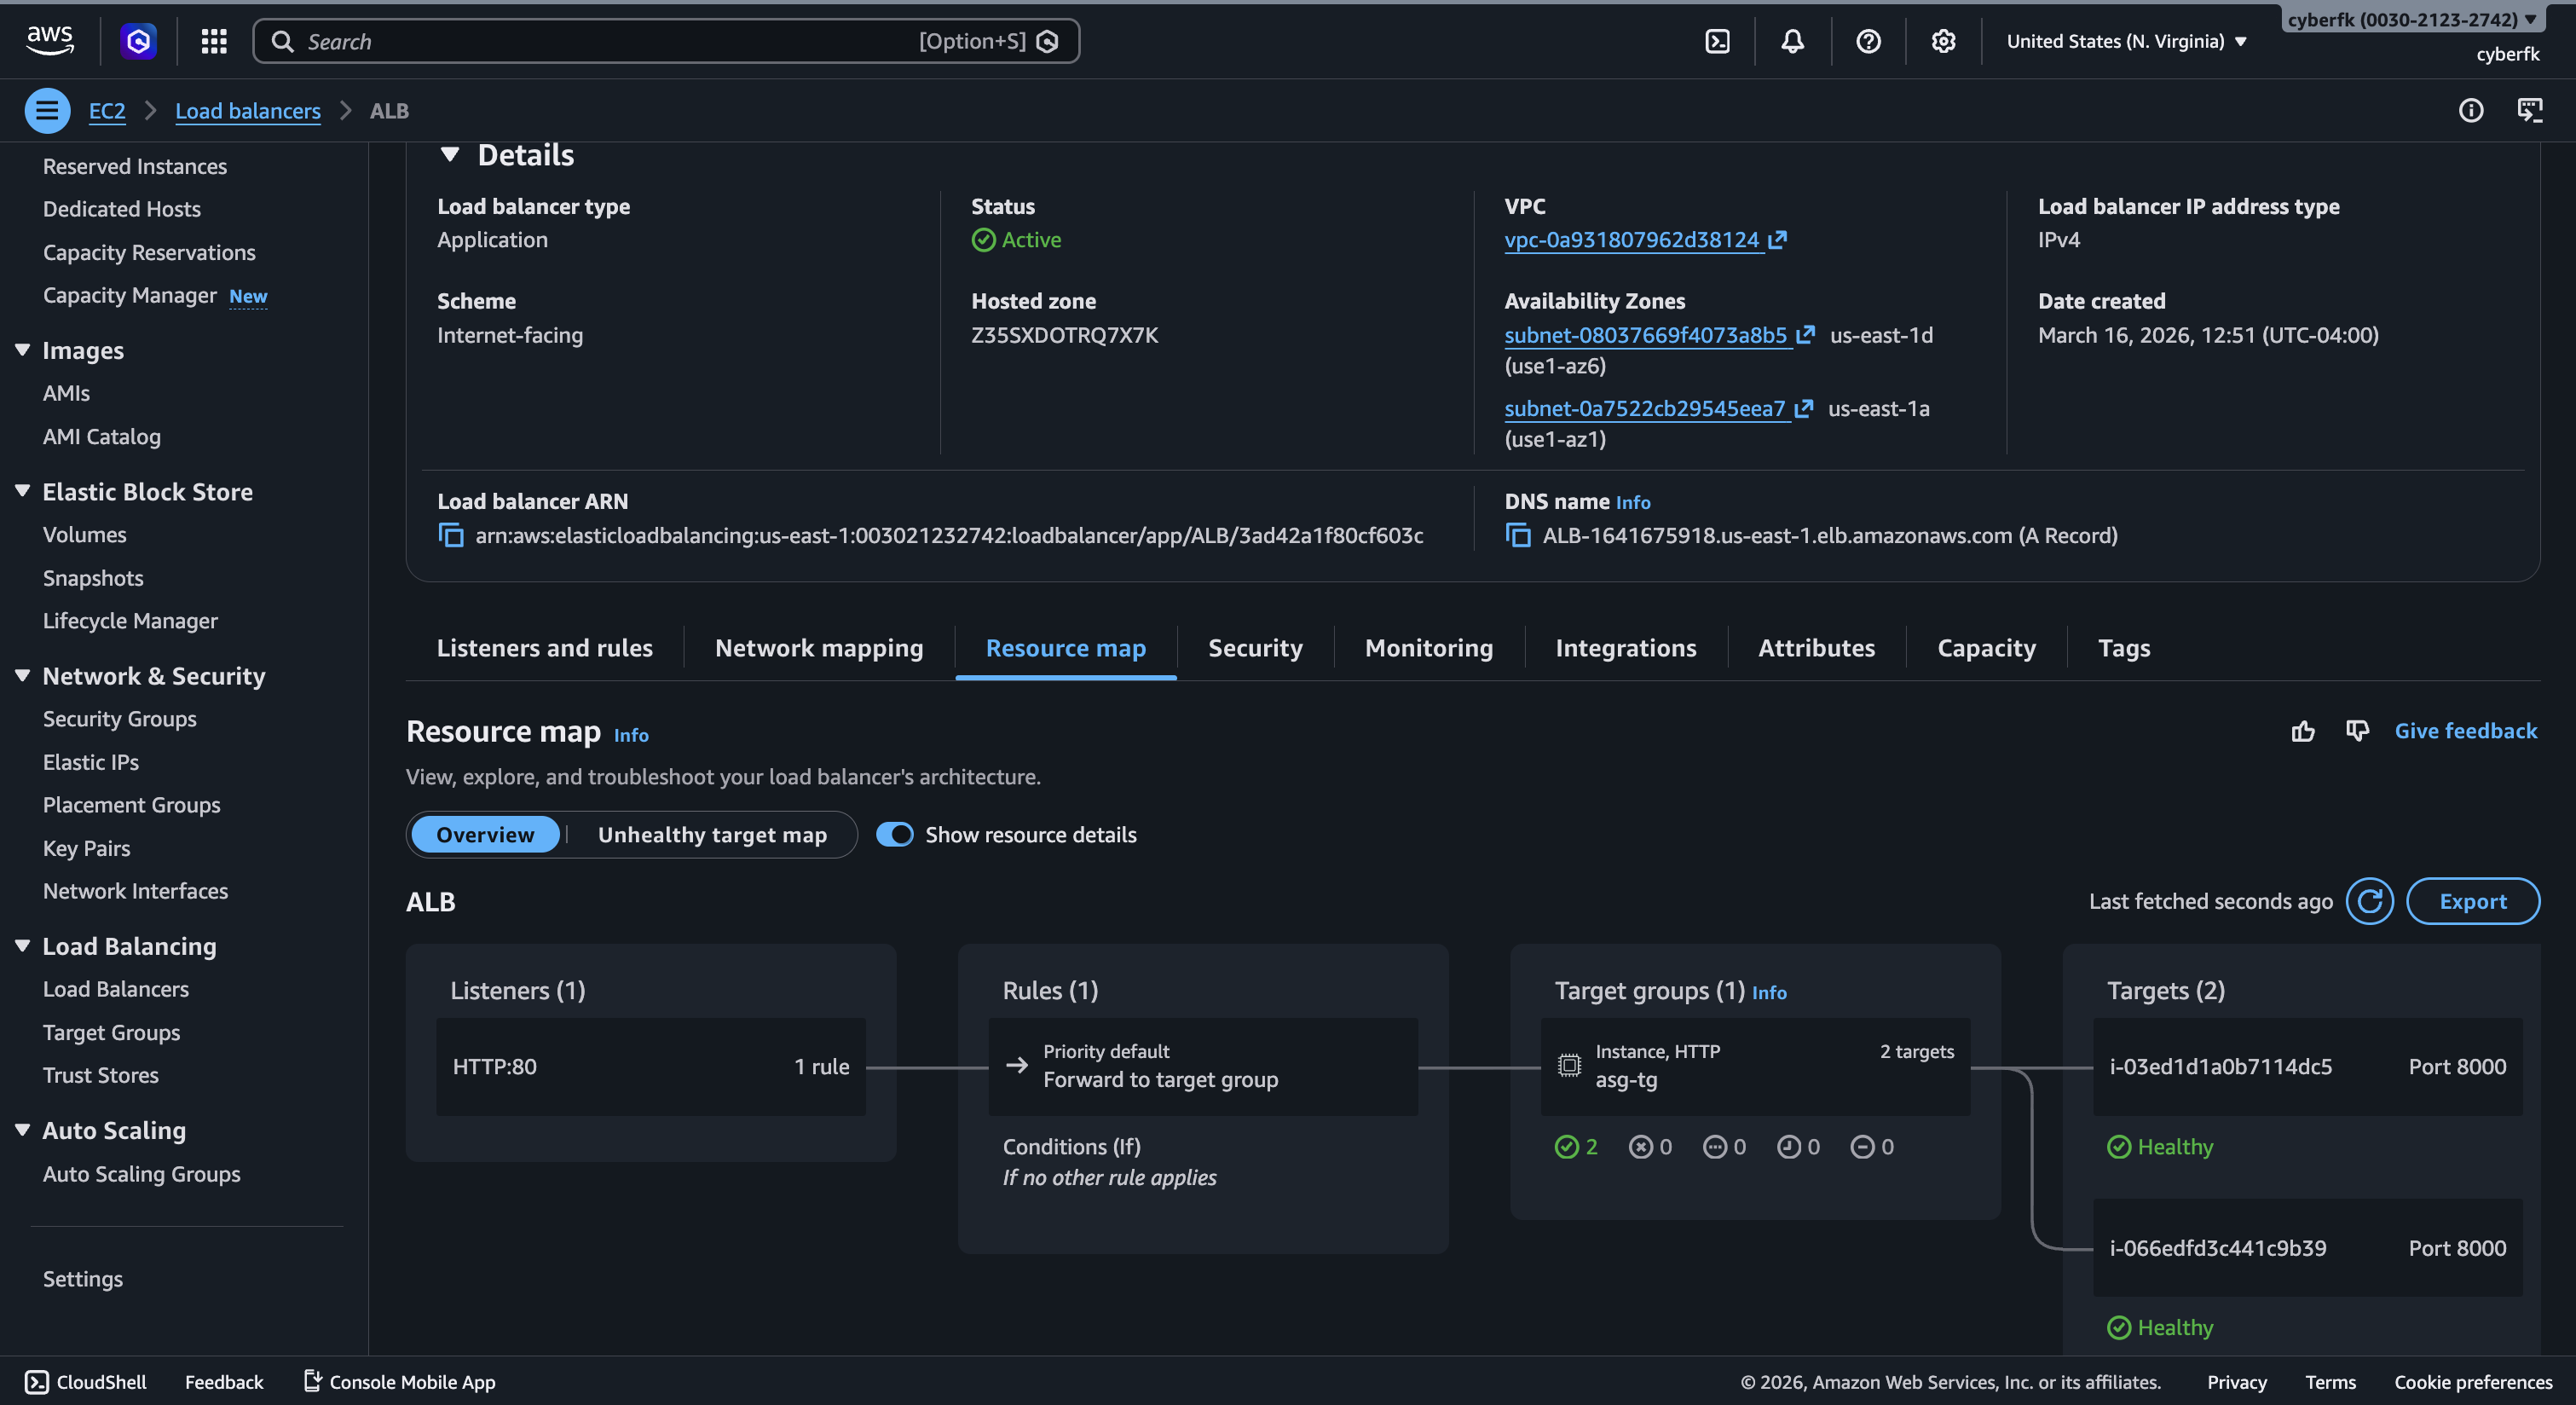 aws
Search
[Option+S]
United States (N. Virginia)
cyberfk (0030-2123-2742)
cyberfk
EC2
Load balancers
ALB
Reserved Instances
Dedicated Hosts
Capacity Reservations
Capacity Manager New
Images
AMIs
AMI Catalog
Elastic Block Store
Volumes
Snapshots
Lifecycle Manager
Network & Security
Security Groups
Elastic IPs
Placement Groups
Key Pairs
Network Interfaces
Load Balancing
Load Balancers
Target Groups
Trust Stores
Auto Scaling
Auto Scaling Groups
Settings
Details
Load balancer type
Application
Scheme
Internet-facing
Status
Active
Hosted zone
Z35SXDOTRQ7X7K
VPC
vpc-0a931807962d38124
Availability Zones
subnet-08037669f4073a8b5 us-east-1d
(use1-az6)
subnet-0a7522cb29545eea7 us-east-1a
(use1-az1)
Load balancer IP address type
IPv4
Date created
March 16, 2026, 12:51 (UTC-04:00)
Load balancer ARN
arn:aws:elasticloadbalancing:us-east-1:003021232742:loadbalancer/app/ALB/3ad42a1f80cf603c
DNS name Info
ALB-1641675918.us-east-1.elb.amazonaws.com (A Record)
Listeners and rules
Network mapping
Resource map
Security
Monitoring
Integrations
Attributes
Capacity
Tags
Resource map Info
Give feedback
View, explore, and troubleshoot your load balancer's architecture.
Overview
Unhealthy target map
Show resource details
ALB
Last fetched seconds ago
Export
Listeners (1)
HTTP:80 1 rule
Rules (1)
Priority default
Forward to target group
Conditions (If)
If no other rule applies
Target groups (1) Info
Instance, HTTP 2 targets
asg-tg
2 0 0 0 0
Targets (2)
i-03ed1d1a0b7114dc5 Port 8000
Healthy
i-066edfd3c441c9b39 Port 8000
Healthy
CloudShell
Feedback
Console Mobile App
© 2026, Amazon Web Services, Inc. or its affiliates.
Privacy
Terms
Cookie preferences